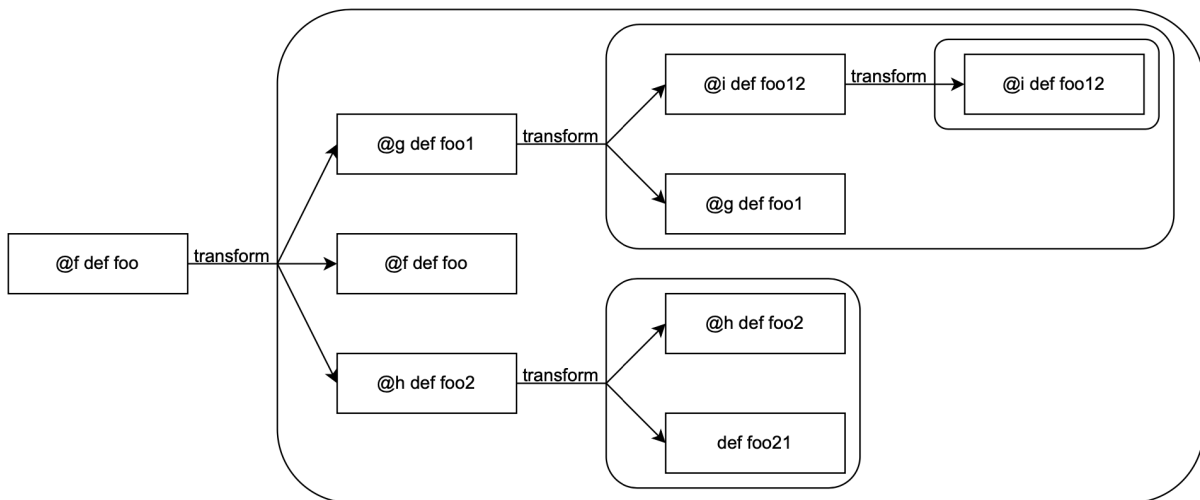 @i def foo12
transform
@i def foo12
@g def foo1
transform
@g def foo1
@f def foo
transform
@f def foo
@h def foo2
@h def foo2
transform
def foo21